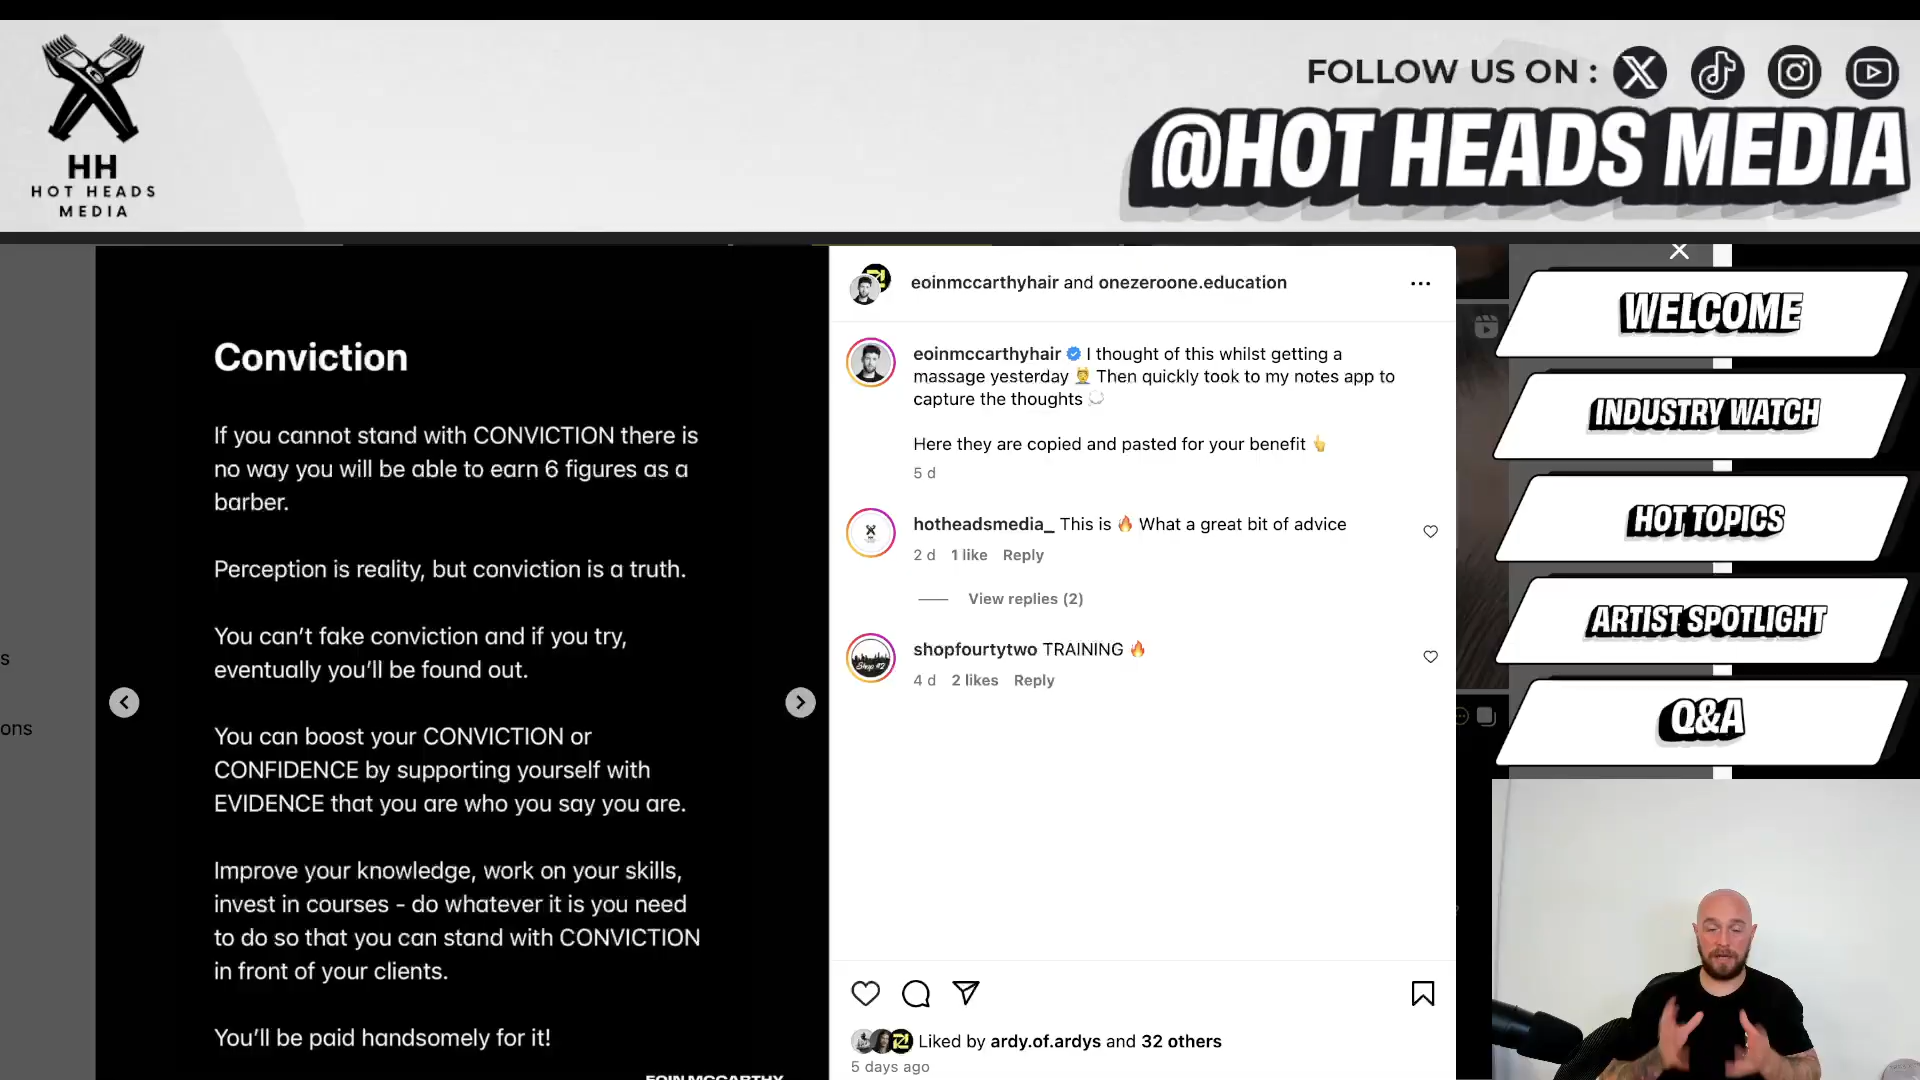 HH
HOT HEADS
MEDIA
FOLLOW US ON :
@HOT HEADS MEDIA
Conviction
If you cannot stand with CONVICTION there is
no way you will be able to earn 6 figures as a
barber.
Perception is reality, but conviction is a truth.
You can’t fake conviction and if you try,
eventually you’ll be found out.
You can boost your CONVICTION or
CONFIDENCE by supporting yourself with
EVIDENCE that you are who you say you are.
Improve your knowledge, work on your skills,
invest in courses - do whatever it is you need
to do so that you can stand with CONVICTION
in front of your clients.
You’ll be paid handsomely for it!
EOIN MCCARTHY
eoinmccarthyhair and onezeroone.education
eoinmccarthyhair I thought of this whilst getting a
massage yesterday 💆 Then quickly took to my notes app to
capture the thoughts 💭
Here they are copied and pasted for your benefit 👆
5 d
hotheadsmedia_ This is 🔥 What a great bit of advice
2 d 1 like Reply
View replies (2)
shopfourtytwo TRAINING 🔥
4 d 2 likes Reply
Liked by ardy.of.ardys and 32 others
5 days ago
WELCOME
INDUSTRY WATCH
HOT TOPICS
ARTIST SPOTLIGHT
Q&A
s
ons